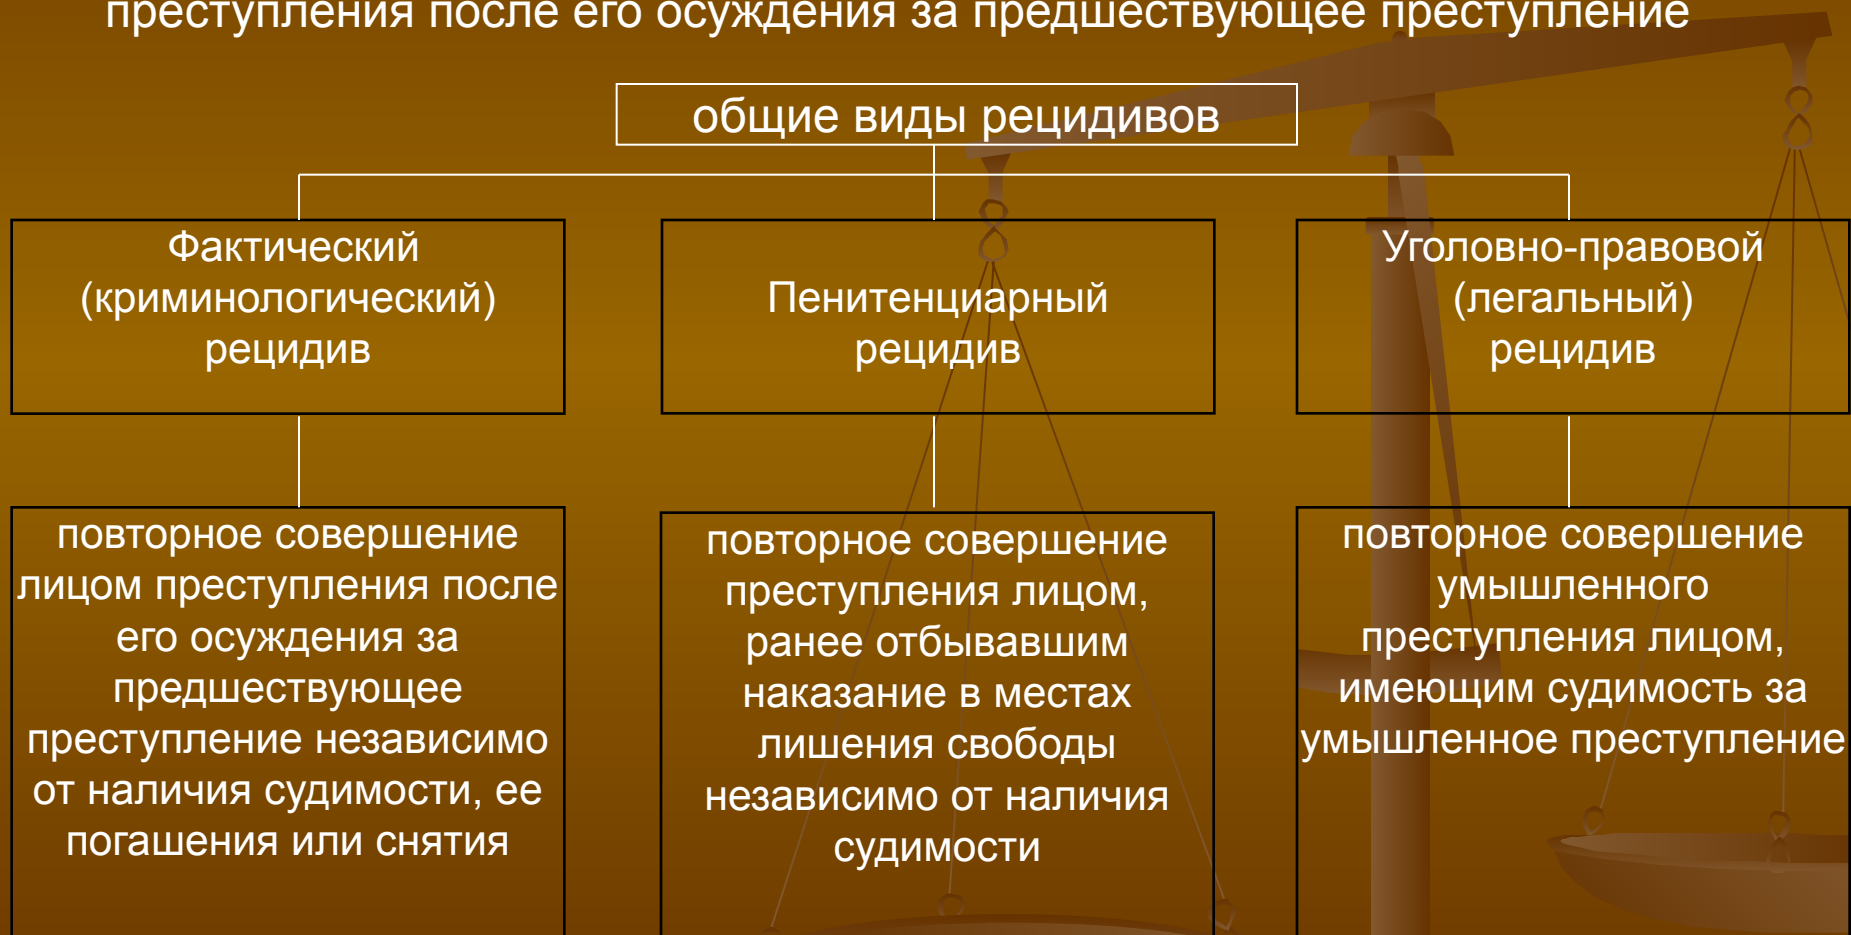 преступления после его осуждения за предшествующее преступление
общие виды рецидивов
Фактический
(криминологический)
рецидив
Пенитенциарный
рецидив
Уголовно-правовой
(легальный)
рецидив
повторное совершение
лицом преступления после
его осуждения за
предшествующее
преступление независимо
от наличия судимости, ее
погашения или снятия
повторное совершение
преступления лицом,
ранее отбывавшим
наказание в местах
лишения свободы
независимо от наличия
судимости
повторное совершение
умышленного
преступления лицом,
имеющим судимость за
умышленное преступление